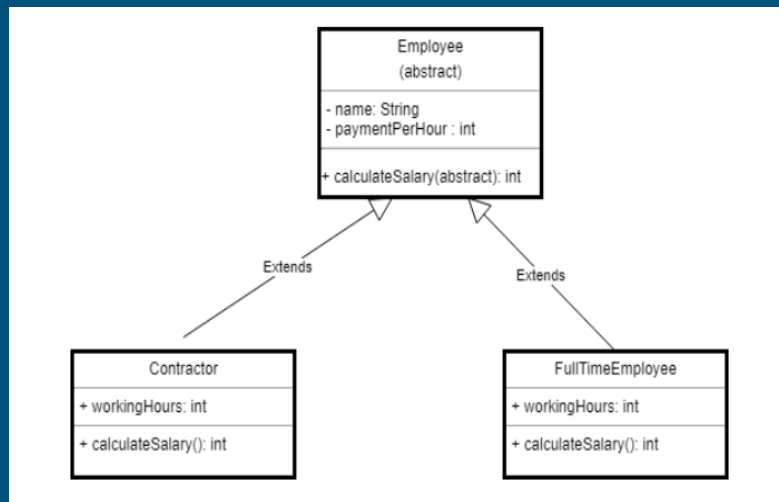 Employee
(abstract)
- name: String
- paymentPerHour : int
+ calculateSalary(abstract): int
Extends
Extends
Contractor
+ workingHours: int
+ calculateSalary(): int
FullTimeEmployee
+ workingHours: int
+ calculateSalary(): int